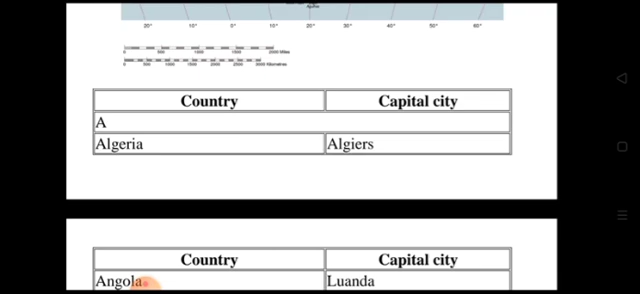 20° 10° 0° 10° 20° 30° 40° 50° 60°
Country Capital city
A
Algeria Algiers
Country Capital city
Angola Luanda